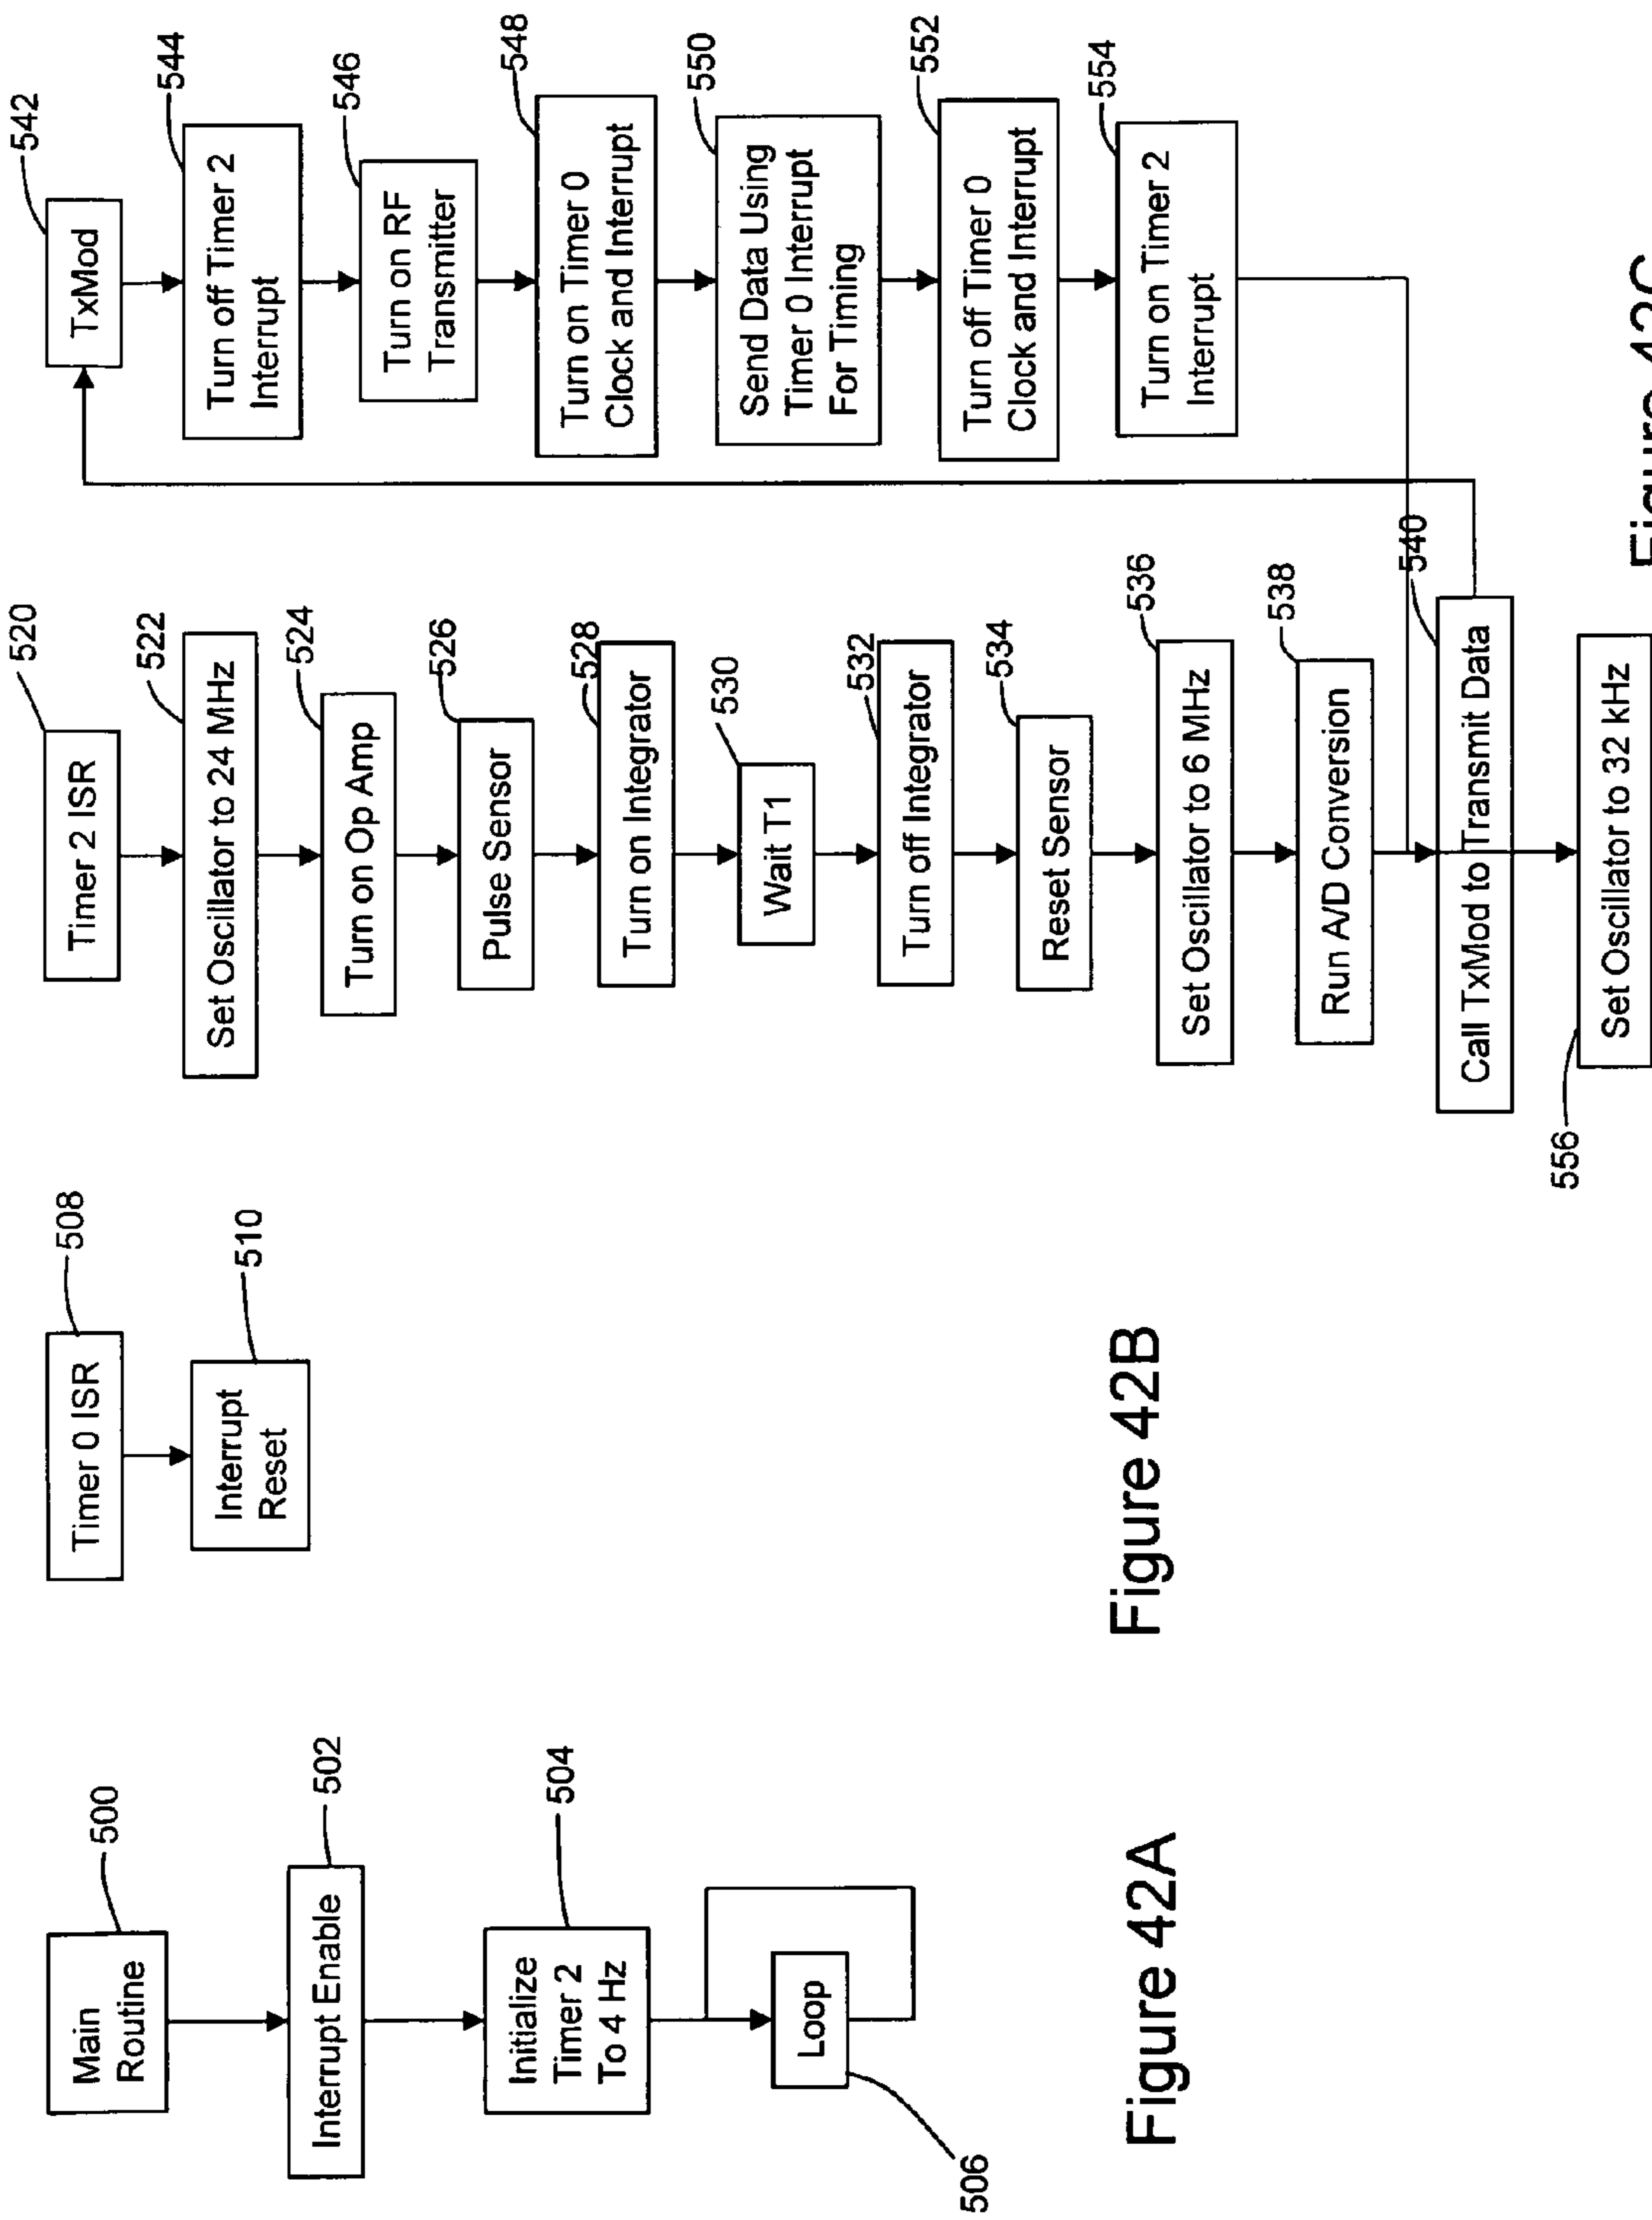 500
Main
Routine
502
Interrupt Enable
504
Initialize
Timer 2
To 4 Hz
Loop
506
Figure 42A
508
Timer 0 ISR
510
Interrupt
Reset
Figure 42B
520
Timer 2 ISR
522
Set Oscillator to 24 MHz
524
Turn on Op Amp
526
Pulse Sensor
528
Turn on Integrator
530
Wait T1
532
Turn off Integrator
534
Reset Sensor
536
Set Oscillator to 6 MHz
538
Run A/D Conversion
540
Call TxMod to Transmit Data
556
Set Oscillator to 32 kHz
542
TxMod
544
Turn off Timer 2
Interrupt
546
Turn on RF
Transmitter
548
Turn on Timer 0
Clock and Interrupt
550
Send Data Using
Timer 0 Interrupt
For Timing
552
Turn off Timer 0
Clock and Interrupt
554
Turn on Timer 2
Interrupt
Figure 42C